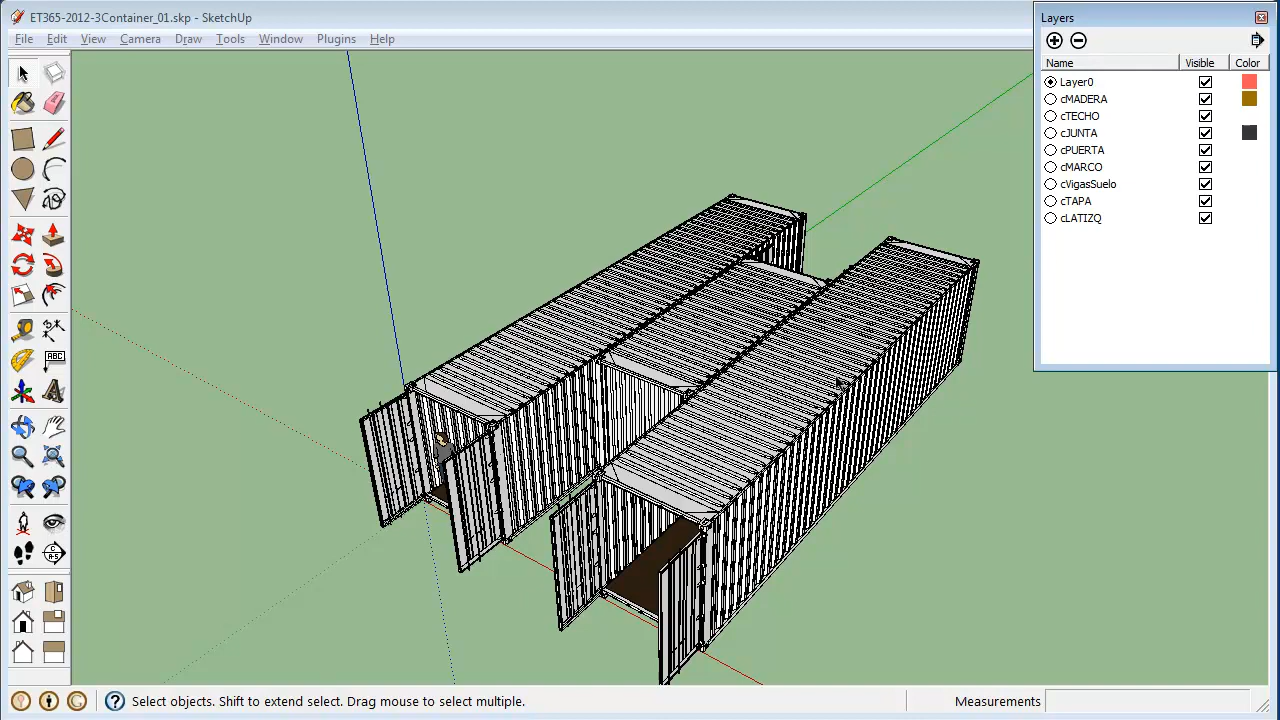 ET365-2012-3Container_01.skp - SketchUp
File Edit View Camera Draw Tools Window Plugins Help
Layers
Name Visible Color
Layer0
cMADERA
cTECHO
cJUNTA
cPUERTA
cMARCO
cVigasSuelo
cTAPA
cLATIZQ
ABC
A
C
A-5
Select objects. Shift to extend select. Drag mouse to select multiple.
Measurements